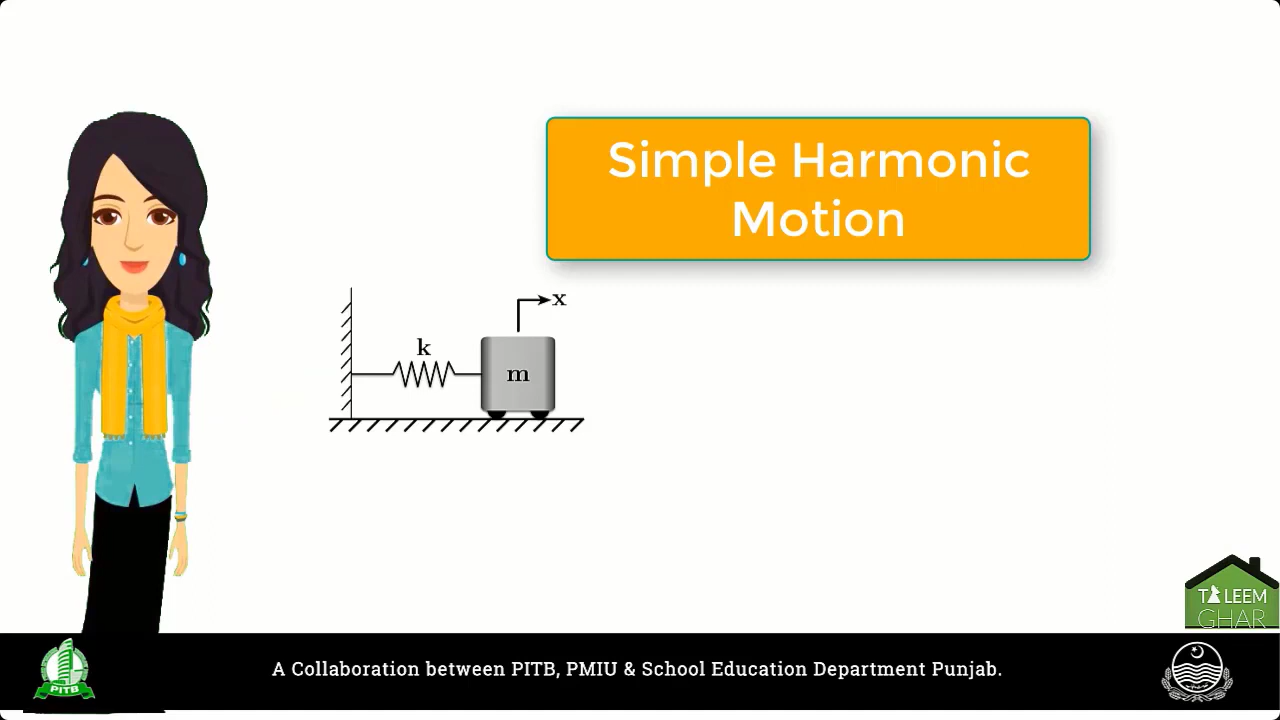 Simple Harmonic
Motion
x
k
m
TALEEM
GHAR
PITB
A Collaboration between PITB, PMIU & School Education Department Punjab.